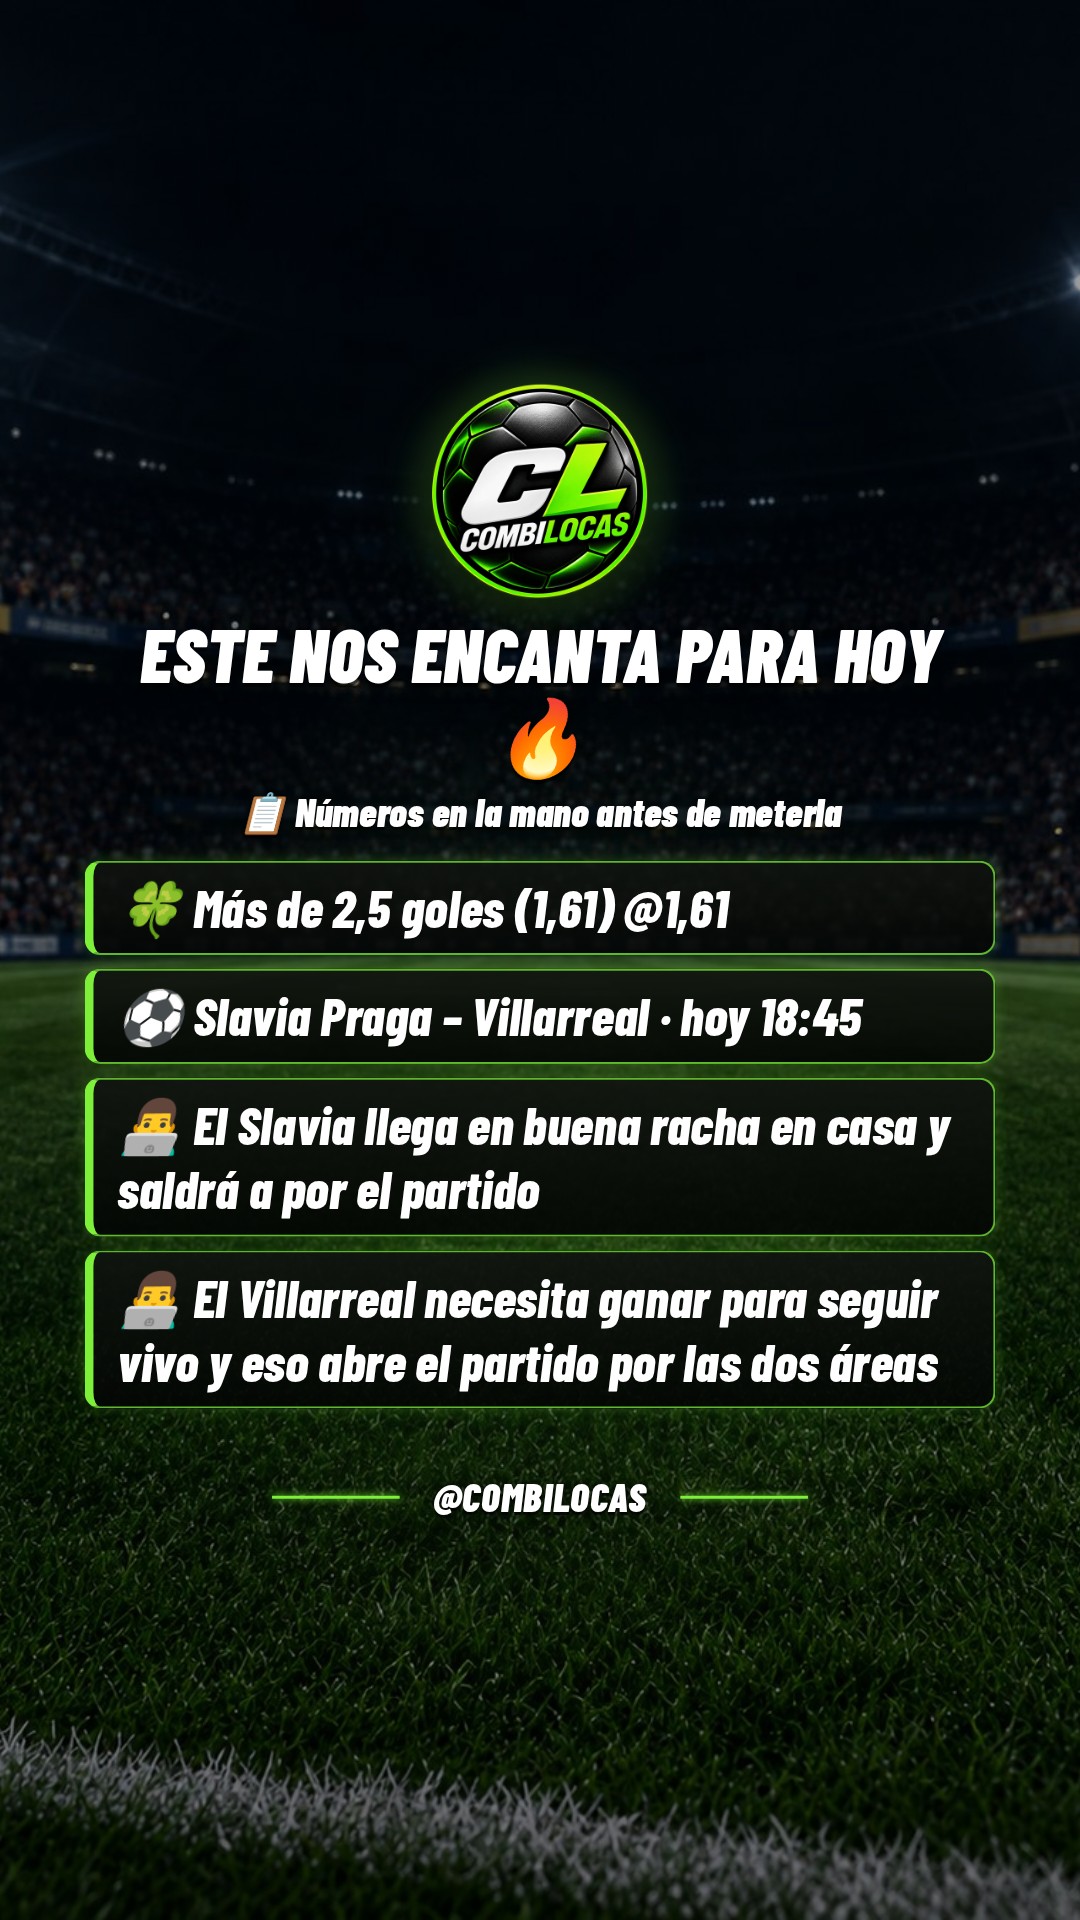 CL
COMBILOCAS
ESTE NOS ENCANTA PARA HOY
🔥
📋 Números en la mano antes de meterla
🍀 Más de 2,5 goles (1,61) @1,61
⚽ Slavia Praga – Villarreal · hoy 18:45
👨‍💻 El Slavia llega en buena racha en casa y
saldrá a por el partido
👨‍💻 El Villarreal necesita ganar para seguir
vivo y eso abre el partido por las dos áreas
@COMBILOCAS